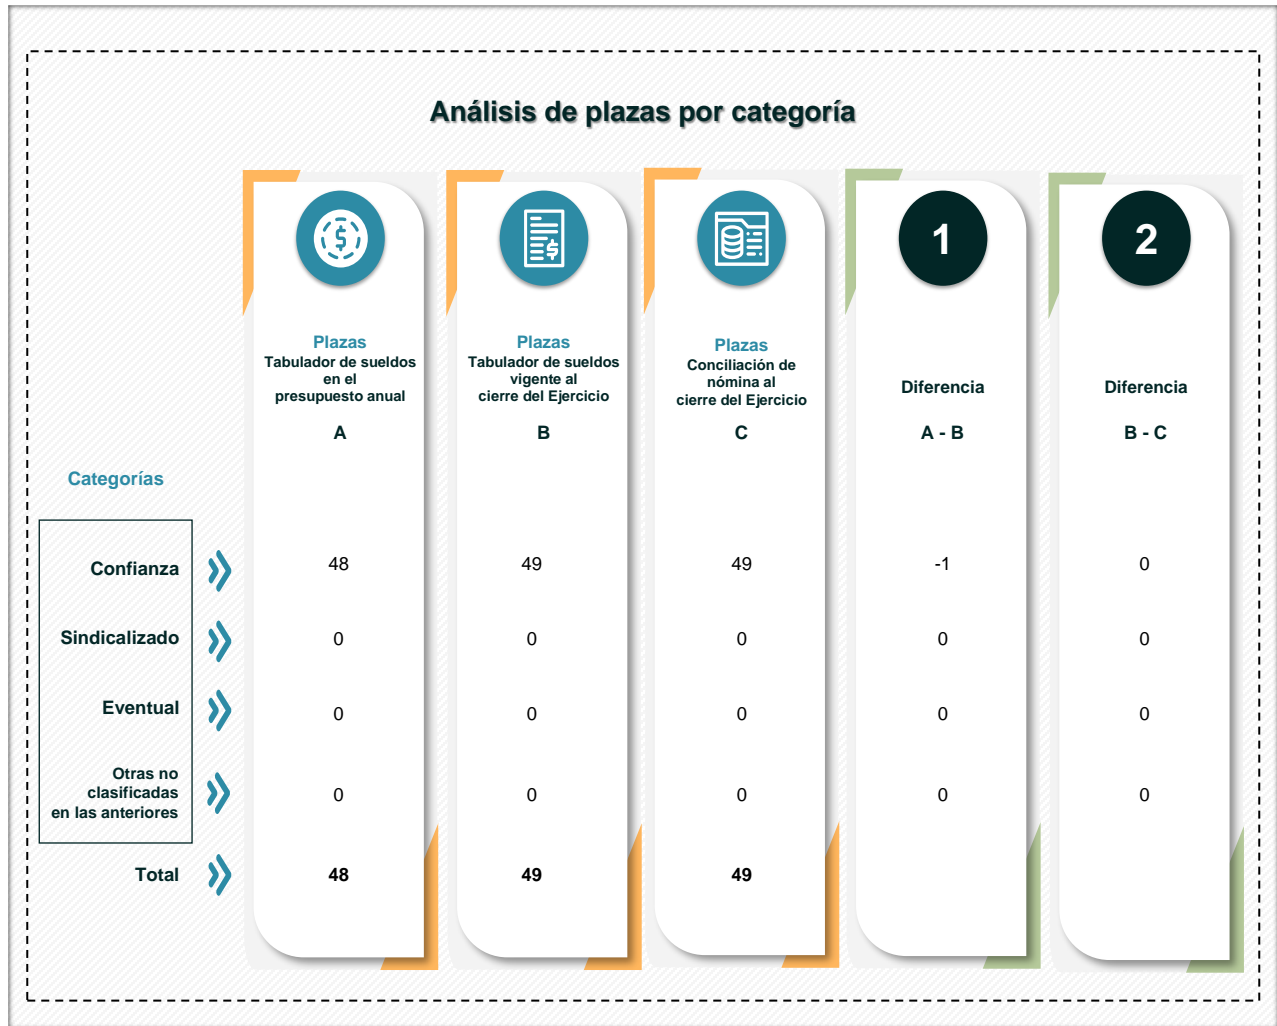 Análisis de plazas por categoría
1
2
Plazas
Tabulador de sueldos
en el
presupuesto anual
A
Plazas
Tabulador de sueldos
vigente al
cierre del Ejercicio
B
Plazas
Conciliación de
nómina al
cierre del Ejercicio
C
Diferencia
A - B
Diferencia
B - C
Categorías
Confianza 48 49 49 -1 0
Sindicalizado 0 0 0 0 0
Eventual 0 0 0 0 0
Otras no
clasificadas
en las anteriores
0 0 0 0 0
Total 48 49 49